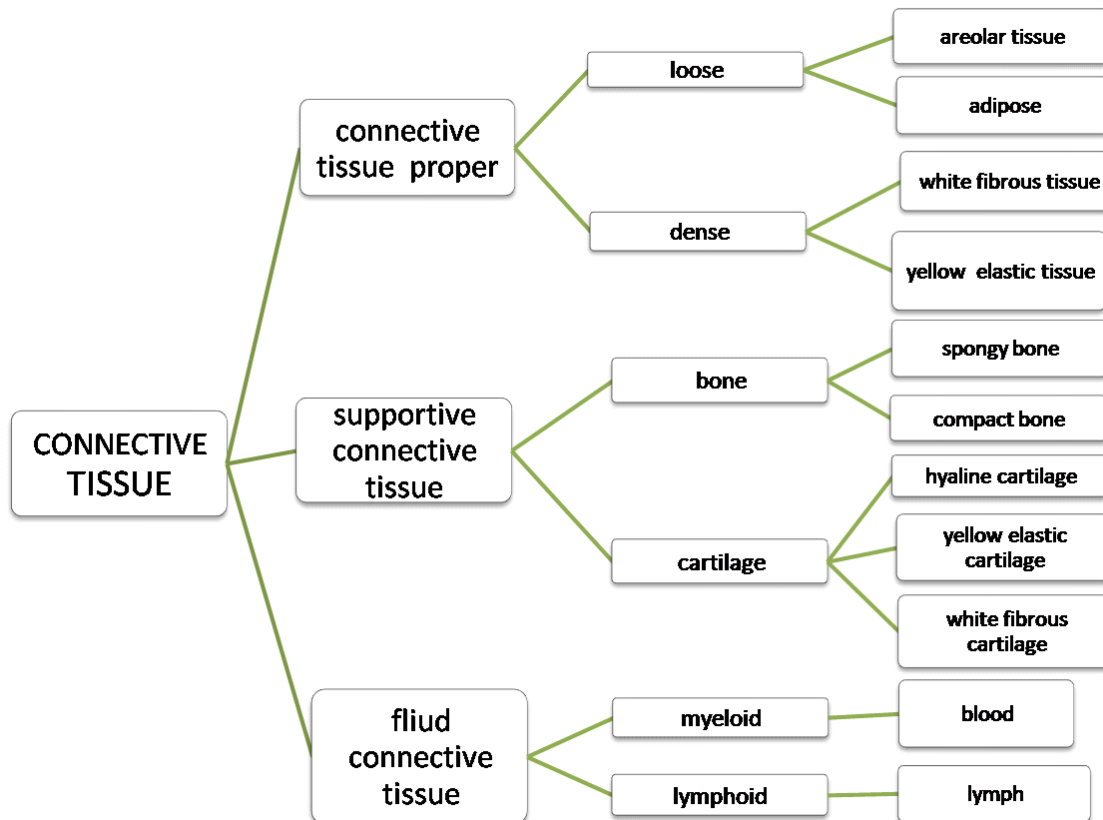 CONNECTIVE
TISSUE
connective
tissue proper
loose
areolar tissue
adipose
dense
white fibrous tissue
yellow elastic tissue
supportive
connective
tissue
bone
spongy bone
compact bone
cartilage
hyaline cartilage
yellow elastic
cartilage
white fibrous
cartilage
fliud
connective
tissue
myeloid
blood
lymphoid
lymph